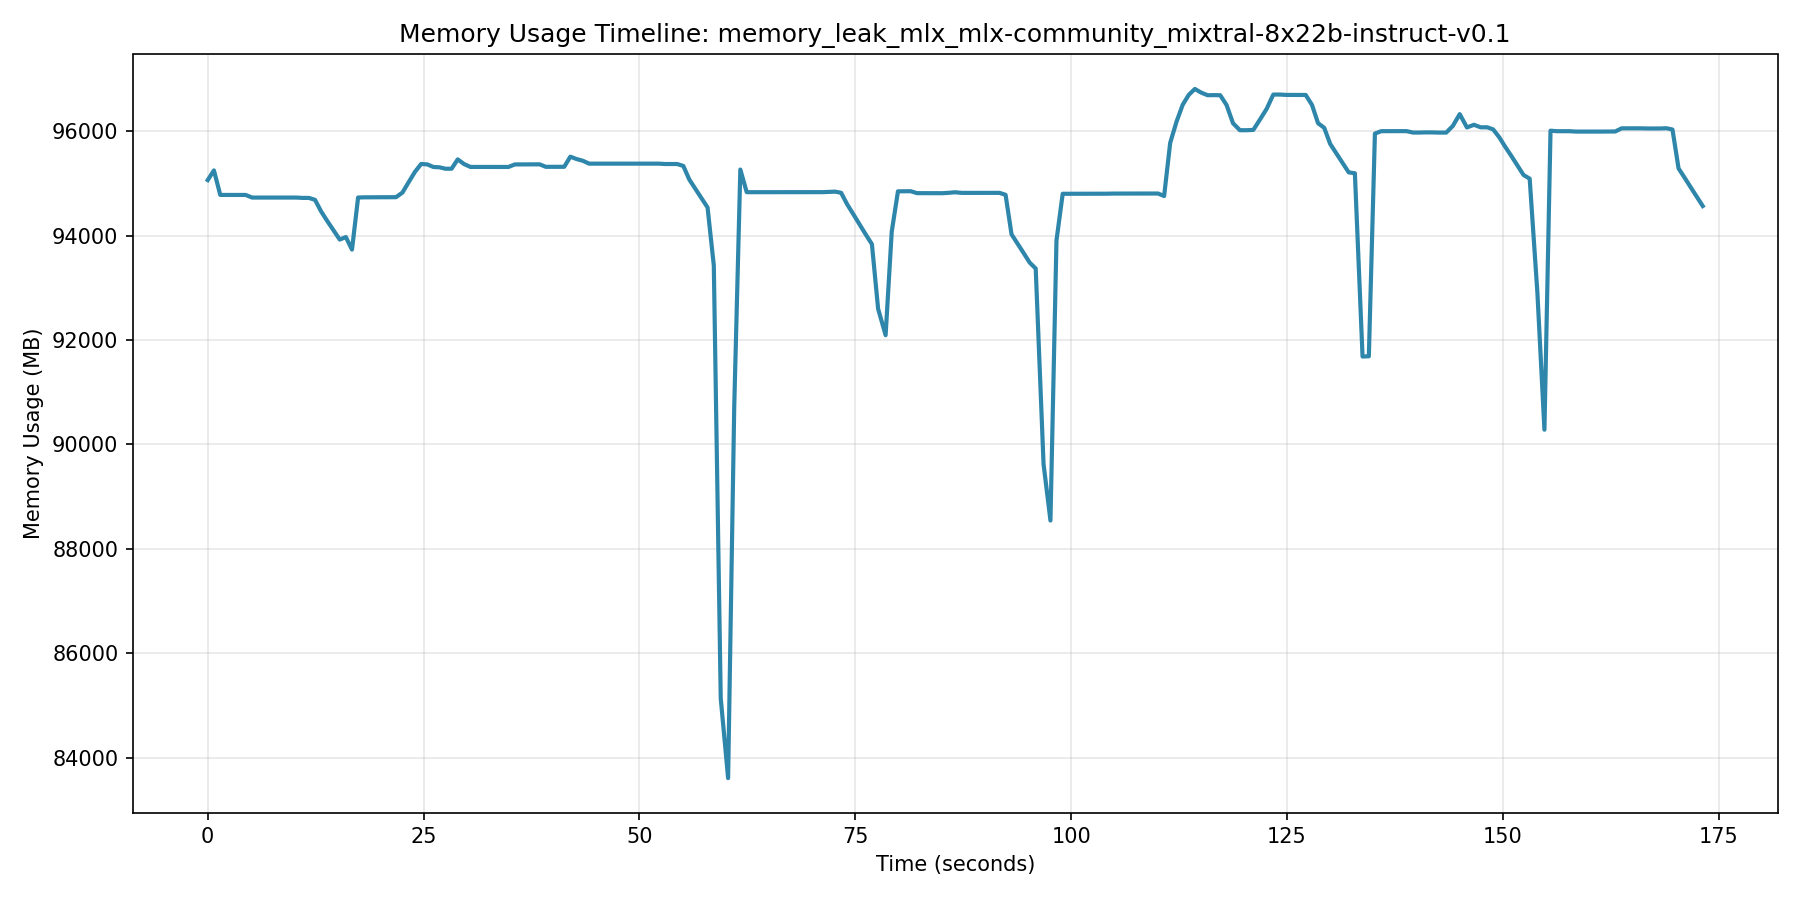 Memory Usage Timeline: memory_leak_mlx_mlx-community_mixtral-8x22b-instruct-v0.1
Memory Usage (MB)
96000
94000
92000
90000
88000
86000
84000
0 25 50 75 100 125 150 175
Time (seconds)